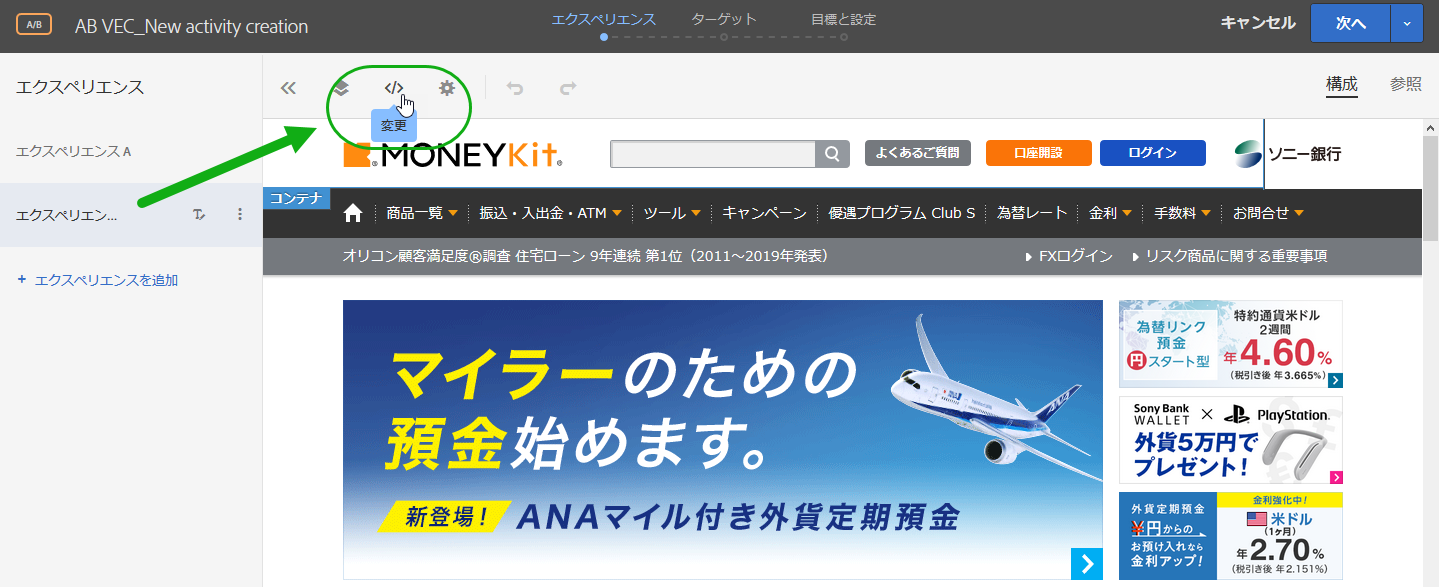 A/B AB VEC_New activity creation エクスペリエンス ターゲット 目標と設定 キャンセル 次へ
エクスペリエンス
構成 参照
変更
エクスペリエンス A
エクスペリエン...
+ エクスペリエンスを追加
MONEYKit よくあるご質問 口座開設 ログイン ソニー銀行
コンテナ
商品一覧 振込・入出金・ATM ツール キャンペーン 優遇プログラム Club S 為替レート 金利 手数料 お問合せ
オリコン顧客満足度®調査 住宅ローン 9年連続 第1位（2011～2019年発表） FXログイン リスク商品に関する重要事項
マイラーのための
預金始めます。
新登場！ ANAマイル付き外貨定期預金
為替リンク
預金
円スタート型
特約通貨米ドル
2週間
年4.60%
(税引き後 年3.665%)
Sony Bank
WALLET × PlayStation.
外貨5万円で
プレゼント！
外貨定期預金
¥円からの
お預け入れなら
金利アップ！
金利強化中！
米ドル
(1ヶ月)
年2.70%
(税引き後 年2.151%)